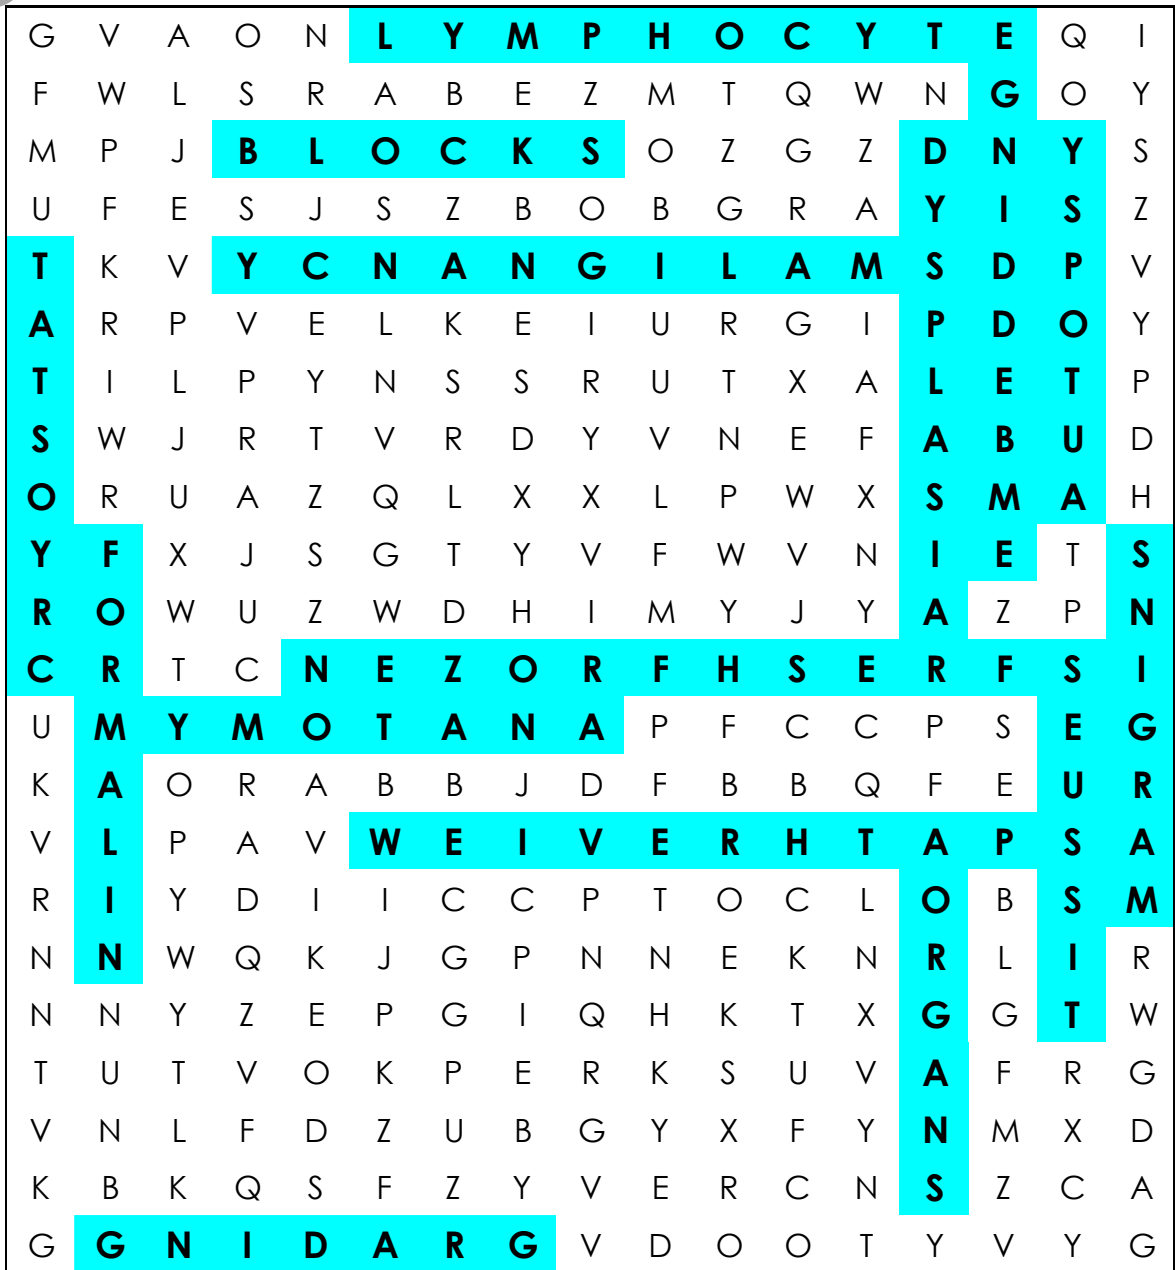 G V A O N L Y M P H O C Y T E Q I
F W L S R A B E Z M T Q W N G O Y
M P J B L O C K S O Z G Z D N Y S
U F E S J S Z B O B G R A Y I S Z
T K V Y C N A N G I L A M S D P V
A R P V E L K E I U R G I P D O Y
T I L P Y N S S R U T X A L E T P
S W J R T V R D Y V N E F A B U D
O R U A Z Q L X X L P W X S M A H
Y F X J S G T Y V F W V N I E T S
R O W U Z W D H I M Y J Y A Z P N
C R T C N E Z O R F H S E R F S I
U M Y M O T A N A P F C C P S E G
K A O R A B B J D F B B Q F E U R
V L P A V W E I V E R H T A P S A
R I Y D I I C C P T O C L O B S M
N N W Q K J G P N N E K N R L I R
N N Y Z E P G I Q H K T X G G T W
T U T V O K P E R K S U V A F R G
V N L F D Z U B G Y X F Y N M X D
K B K Q S F Z Y V E R C N S Z C A
G G N I D A R G V D O O T Y V Y G